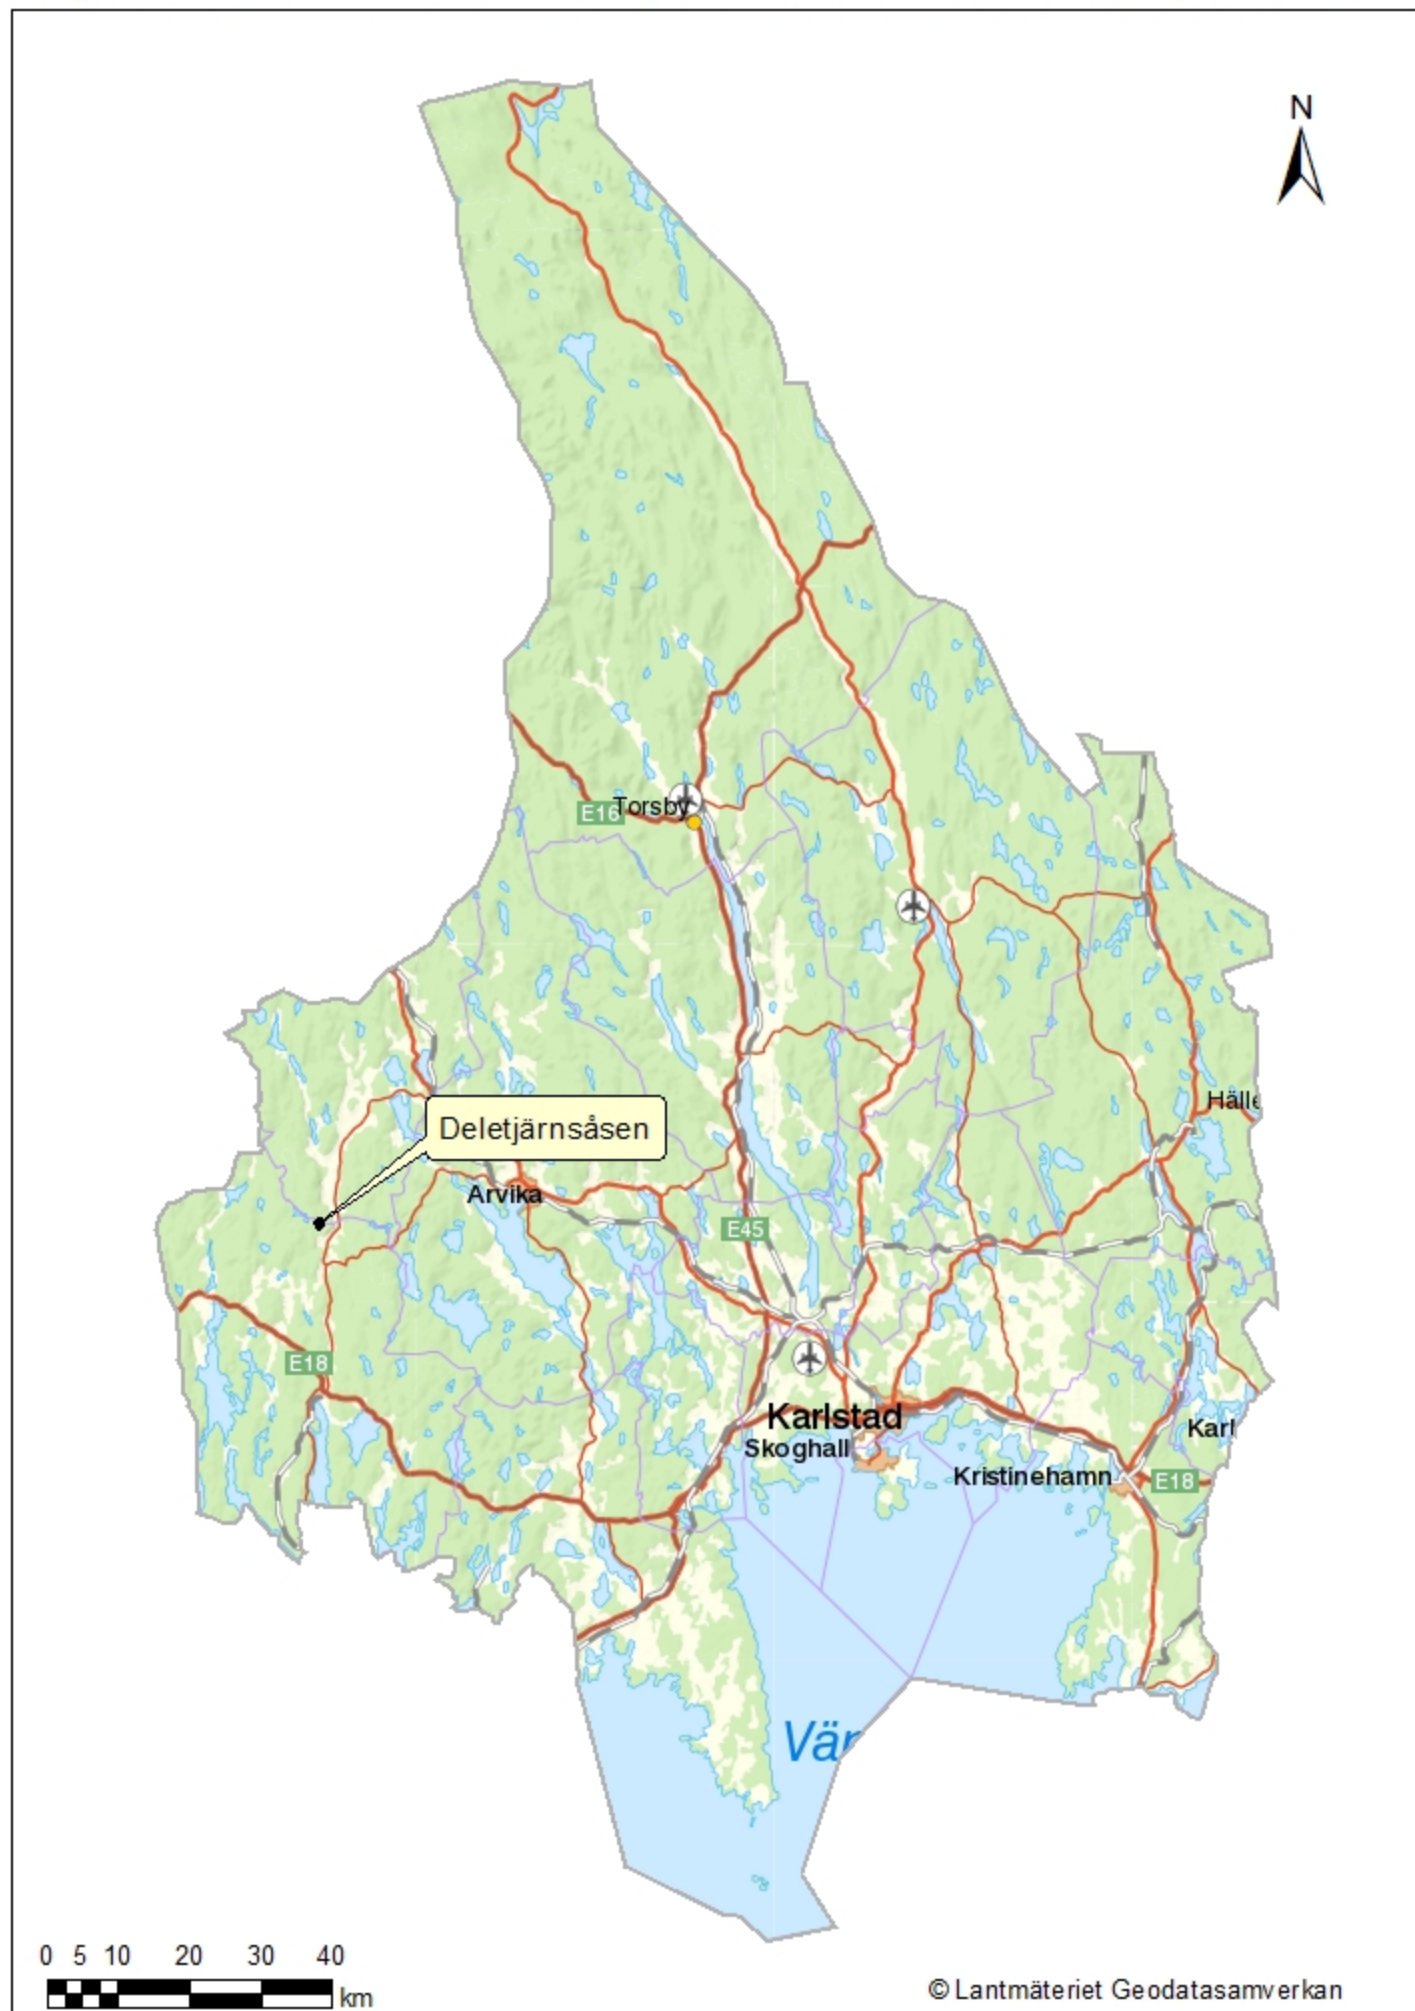 N
Torsby
E16
Hälle
Deletjärnsåsen
Arvika
E45
E18
Karlstad
Karl
Skoghall
Kristinehamn
E18
Vär
0 5 10 20 30 40
km
© Lantmäteriet Geodatasamverkan